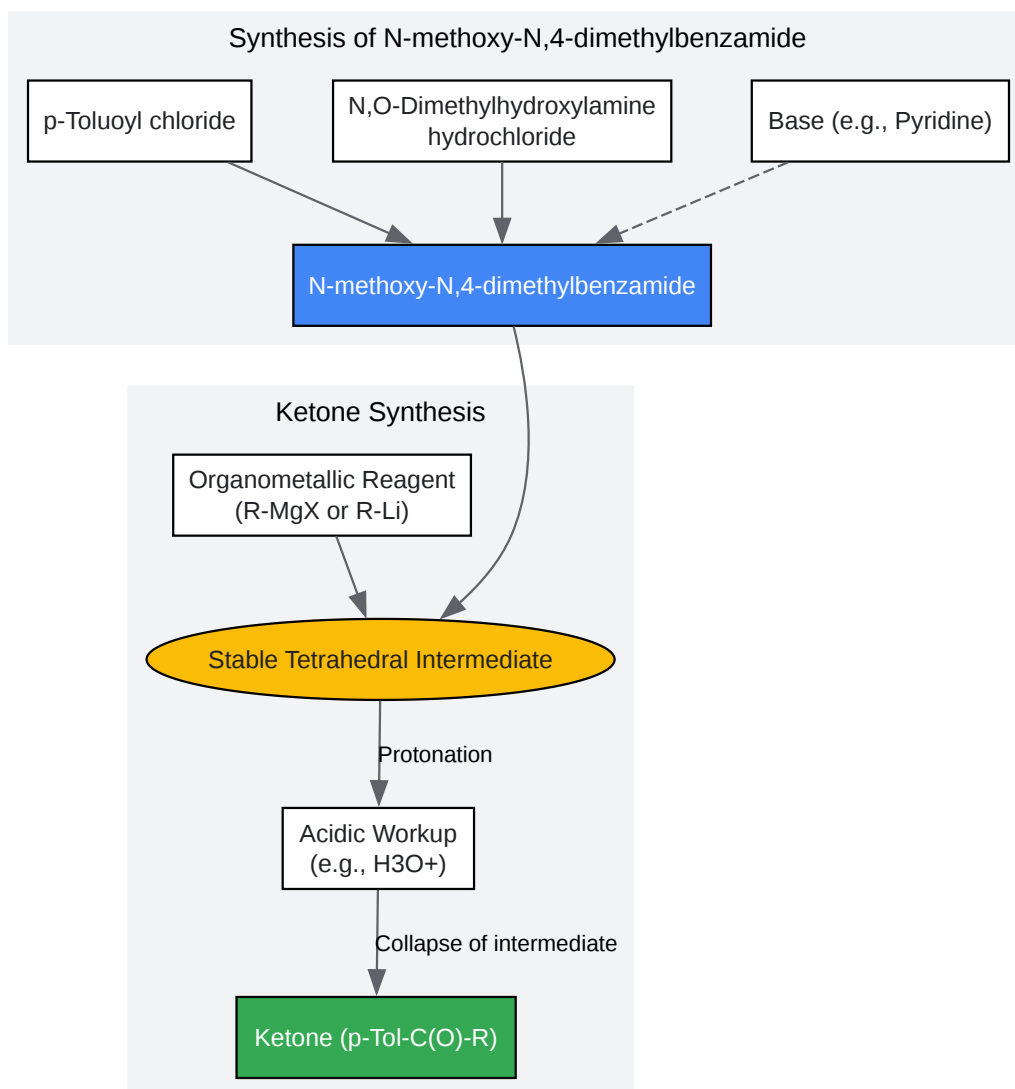 Synthesis of N-methoxy-N,4-dimethylbenzamide
p-Toluoyl chloride
N,O-Dimethylhydroxylamine
hydrochloride
Base (e.g., Pyridine)
N-methoxy-N,4-dimethylbenzamide
Ketone Synthesis
Organometallic Reagent
(R-MgX or R-Li)
Stable Tetrahedral Intermediate
Protonation
Acidic Workup
(e.g., H3O+)
Collapse of intermediate
Ketone (p-Tol-C(O)-R)